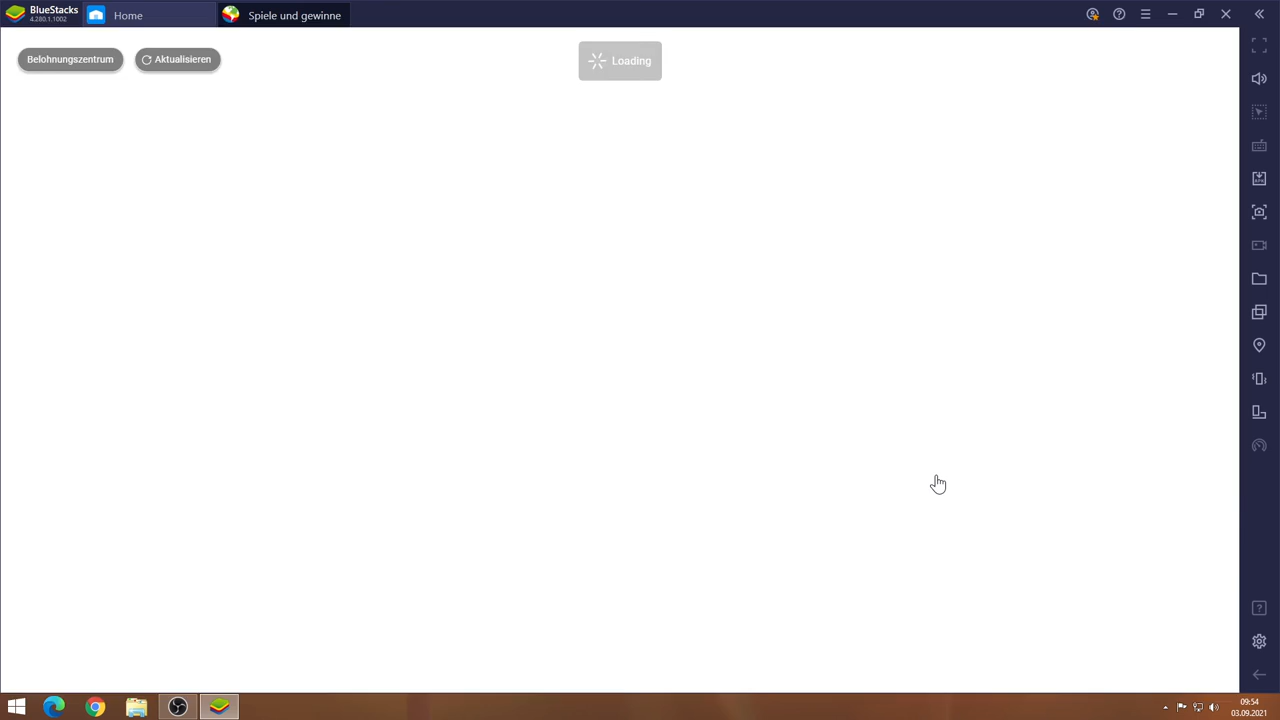 BlueStacks
4.280.1.1002
Home
Spiele und gewinne
Belohnungszentrum
Aktualisieren
Loading
09:54
03.09.2021